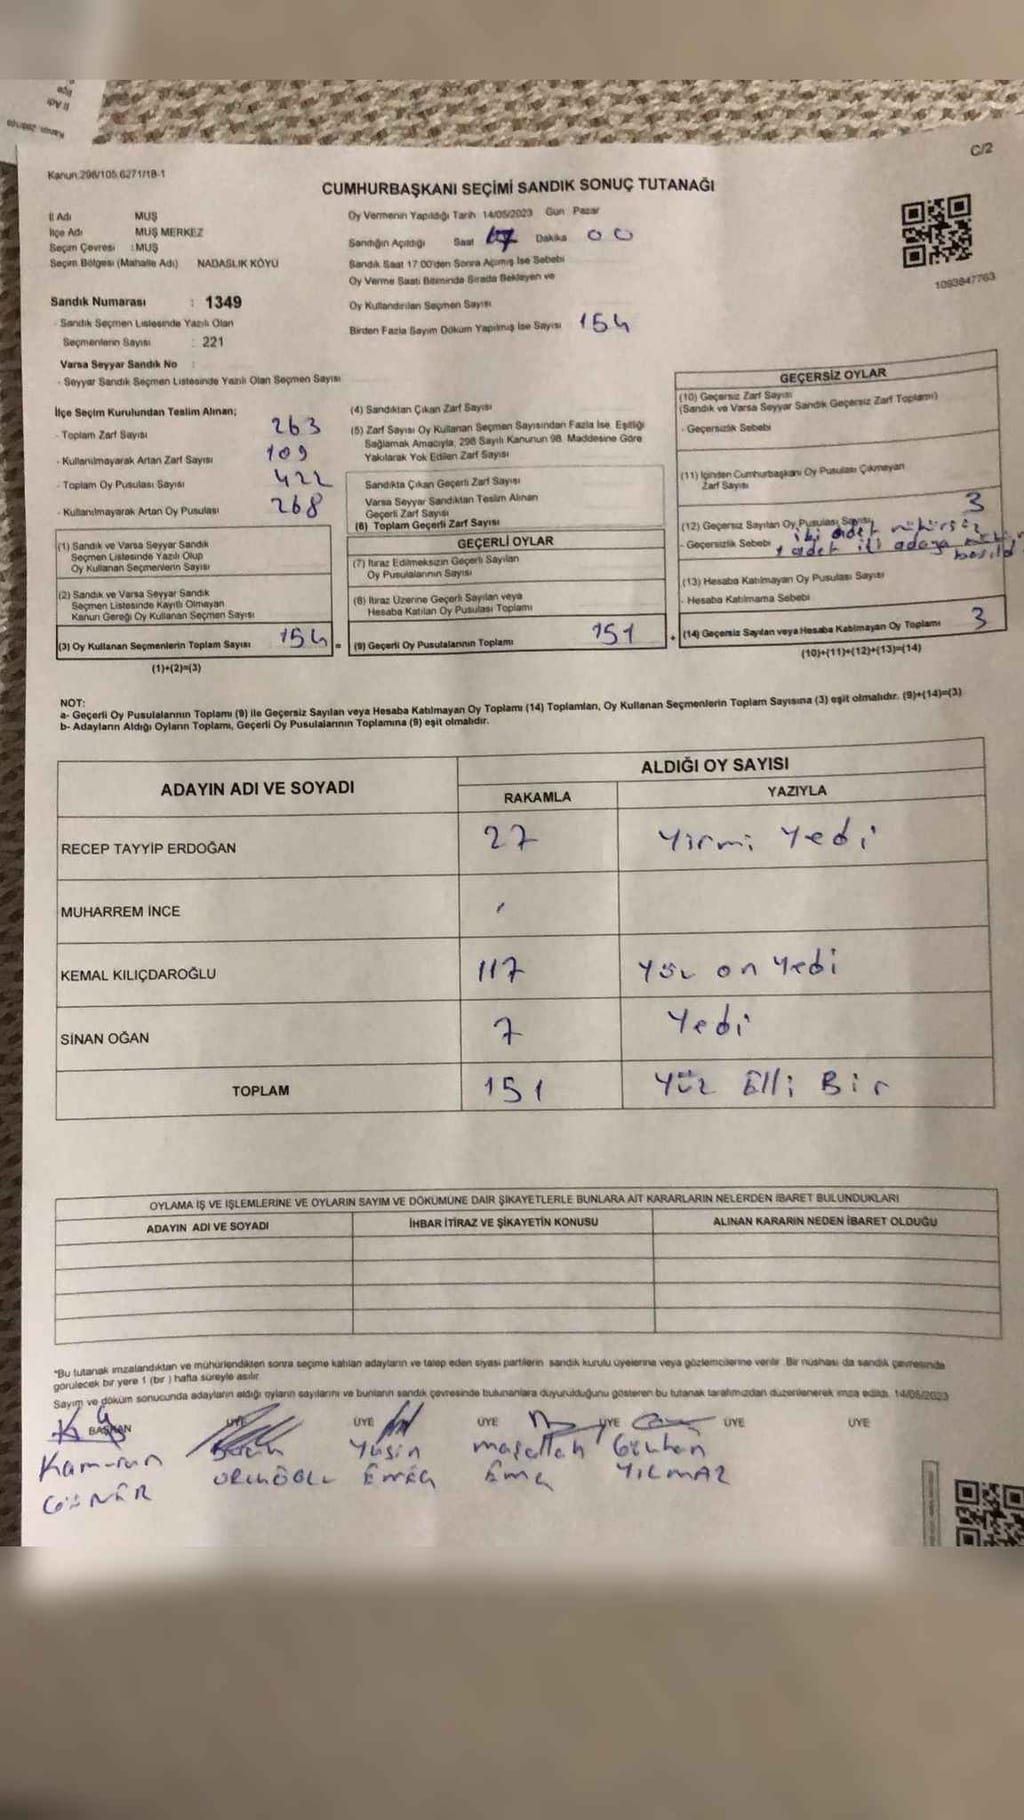 C/2
Kanun:298/105,6271/18-1
CUMHURBAŞKANI SEÇİMİ SANDIK SONUÇ TUTANAĞI
İl Adı MUŞ
İlçe Adı MUŞ MERKEZ
Seçim Çevresi : MUŞ
Seçim Bölgesi (Mahalle Adı) NADASLIK KÖYÜ
Oy Vermenin Yapıldığı Tarih 14/05/2023 Gün Pazar
Sandığın Açıldığı Saat 17 Dakika 00
Sandık Saat 17.00'den Sonra Açılmış İse Sebebi
Oy Verme Saati Bitiminde Sırada Bekleyen ve
Oy Kullandırılan Seçmen Sayısı
Birden Fazla Sayım Döküm Yapılmış İse Sayısı 154
1093847763
Sandık Numarası : 1349
- Sandık Seçmen Listesinde Yazılı Olan
Seçmenlerin Sayısı : 221
Varsa Seyyar Sandık No :
- Seyyar Sandık Seçmen Listesinde Yazılı Olan Seçmen Sayısı
İlçe Seçim Kurulundan Teslim Alınan;
- Toplam Zarf Sayısı 263
- Kullanılmayarak Artan Zarf Sayısı 109
- Toplam Oy Pusulası Sayısı 422
- Kullanılmayarak Artan Oy Pusulası 268
(4) Sandıktan Çıkan Zarf Sayısı
(5) Zarf Sayısı Oy Kullanan Seçmen Sayısından Fazla İse, Eşitliği
Sağlamak Amacıyla, 298 Sayılı Kanunun 98. Maddesine Göre
Yakılarak Yok Edilen Zarf Sayısı
Sandıkta Çıkan Geçerli Zarf Sayısı
Varsa Seyyar Sandıktan Teslim Alınan
Geçerli Zarf Sayısı
(6) Toplam Geçerli Zarf Sayısı
GEÇERSİZ OYLAR
(10) Geçersiz Zarf Sayısı
(Sandık ve Varsa Seyyar Sandık Geçersiz Zarf Toplamı)
- Geçersizlik Sebebi
(11) İçinden Cumhurbaşkanı Oy Pusulası Çıkmayan
Zarf Sayısı
(12) Geçersiz Sayılan Oy Pusulası Sayısı 3
- Geçersizlik Sebebi iki adet mühürsüz
1 adet iki adaya basıldı
(13) Hesaba Katılmayan Oy Pusulası Sayısı
- Hesaba Katılmama Sebebi
(14) Geçersiz Sayılan veya Hesaba Katılmayan Oy Toplamı 3
(10)+(11)+(12)+(13)=(14)
(1) Sandık ve Varsa Seyyar Sandık
Seçmen Listesinde Yazılı Olup
Oy Kullanan Seçmenlerin Sayısı
(2) Sandık ve Varsa Seyyar Sandık
Seçmen Listesinde Kayıtlı Olmayan
Kanun Gereği Oy Kullanan Seçmen Sayısı
(3) Oy Kullanan Seçmenlerin Toplam Sayısı 154 =
(1)+(2)=(3)
GEÇERLİ OYLAR
(7) İtiraz Edilmeksizin Geçerli Sayılan
Oy Pusulalarının Sayısı
(8) İtiraz Üzerine Geçerli Sayılan veya
Hesaba Katılan Oy Pusulası Toplamı
(9) Geçerli Oy Pusulalarının Toplamı 151 +
NOT:
a- Geçerli Oy Pusulalarının Toplamı (9) ile Geçersiz Sayılan veya Hesaba Katılmayan Oy Toplamı (14) Toplamları, Oy Kullanan Seçmenlerin Toplam Sayısına (3) eşit olmalıdır. (9)+(14)=(3)
b- Adayların Aldığı Oyların Toplamı, Geçerli Oy Pusulalarının Toplamına (9) eşit olmalıdır.
ADAYIN ADI VE SOYADI ALDIĞI OY SAYISI
RAKAMLA YAZIYLA
RECEP TAYYİP ERDOĞAN 27 Yirmi Yedi
MUHARREM İNCE
KEMAL KILIÇDAROĞLU 117 Yüz on Yedi
SİNAN OĞAN 7 Yedi
TOPLAM 151 Yüz Elli Bir
OYLAMA İŞ VE İŞLEMLERİNE VE OYLARIN SAYIM VE DÖKÜMÜNE DAİR ŞİKAYETLERLE BUNLARA AİT KARARLARIN NELERDEN İBARET BULUNDUKLARI
ADAYIN ADI VE SOYADI İHBAR İTİRAZ VE ŞİKAYETİN KONUSU ALINAN KARARIN NEDEN İBARET OLDUĞU
"Bu tutanak imzalandıktan ve mühürlendikten sonra seçime katılan adayların ve talep eden siyasi partilerin sandık kurulu üyelerine veya gözlemcilerine verilir. Bir nüshası da sandık çevresinde
görülecek bir yere 1 (bir ) hafta süreyle asılır.
Sayım ve döküm sonucunda adayların aldığı oyların sayılarını ve bunların sandık çevresinde bulunanlara duyurulduğunu gösteren bu tutanak tarafımızdan düzenlenerek imza edildi. 14/05/2023
BAŞKAN ÜYE ÜYE ÜYE ÜYE ÜYE ÜYE
Kamuran Yasin Maşallah Gülhan
GÜNER YILMAZ